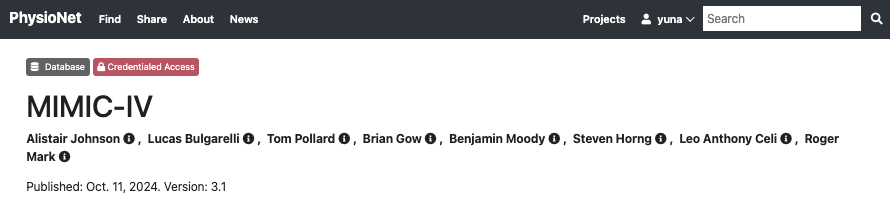 PhysioNet Find Share About News Projects yuna Search
Database Credentialed Access
MIMIC-IV
Alistair Johnson , Lucas Bulgarelli , Tom Pollard , Brian Gow , Benjamin Moody , Steven Horng , Leo Anthony Celi , Roger
Mark
Published: Oct. 11, 2024. Version: 3.1